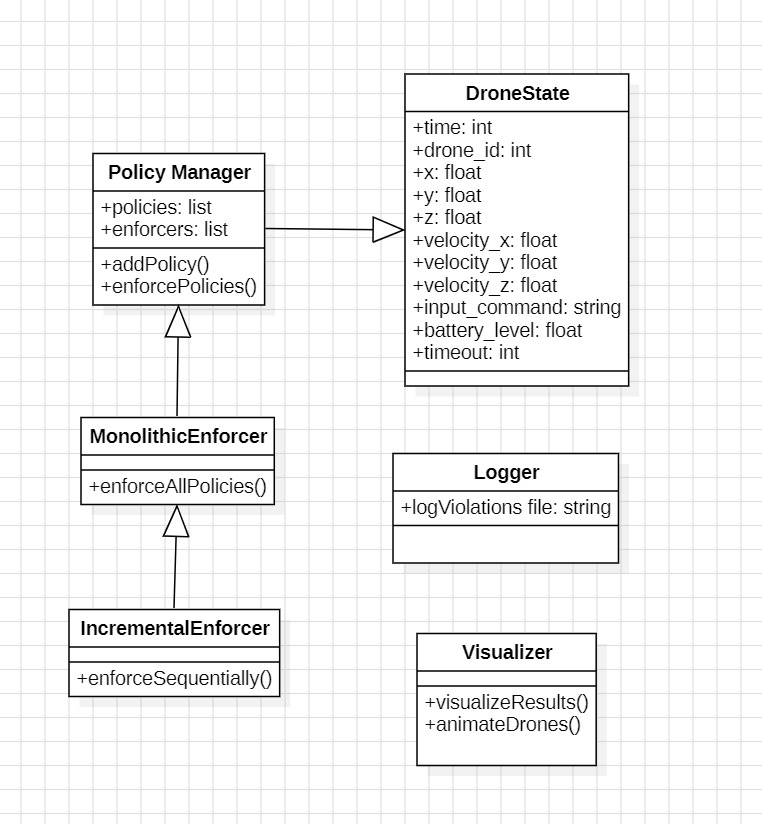 Policy Manager
+policies: list
+enforcers: list
+addPolicy()
+enforcePolicies()
DroneState
+time: int
+drone_id: int
+x: float
+y: float
+z: float
+velocity_x: float
+velocity_y: float
+velocity_z: float
+input_command: string
+battery_level: float
+timeout: int
MonolithicEnforcer
+enforceAllPolicies()
Logger
+logViolations file: string
IncrementalEnforcer
+enforceSequentially()
Visualizer
+visualizeResults()
+animateDrones()